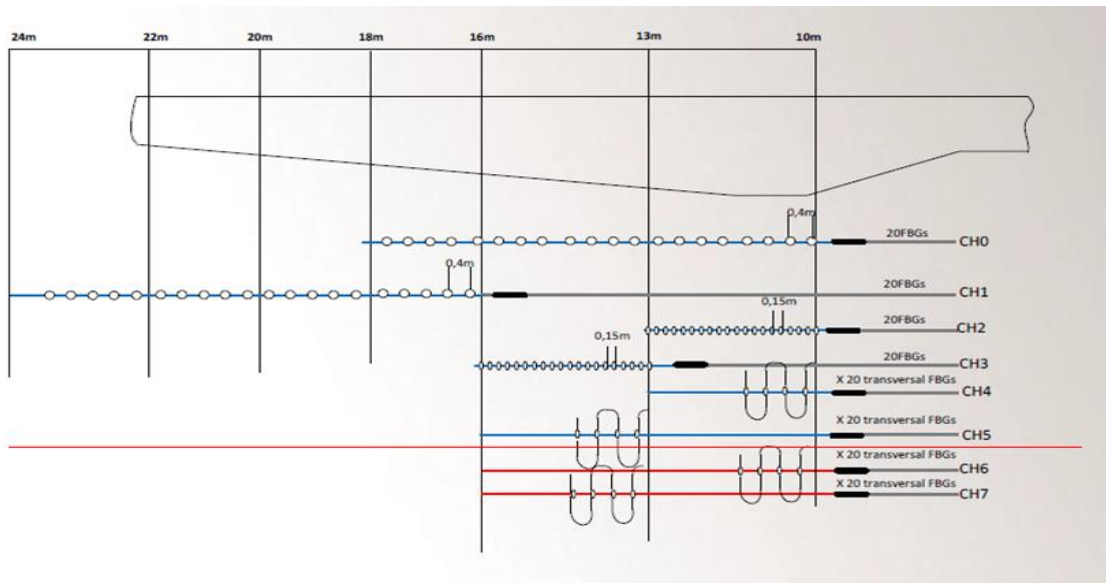 24m 22m 20m 18m 16m 13m 10m
0,4m 20FBGs CH0
0,4m 20FBGs CH1
0,15m 20FBGs CH2
0,15m 20FBGs CH3
X 20 transversal FBGs CH4
X 20 transversal FBGs CH5
X 20 transversal FBGs CH6
X 20 transversal FBGs CH7